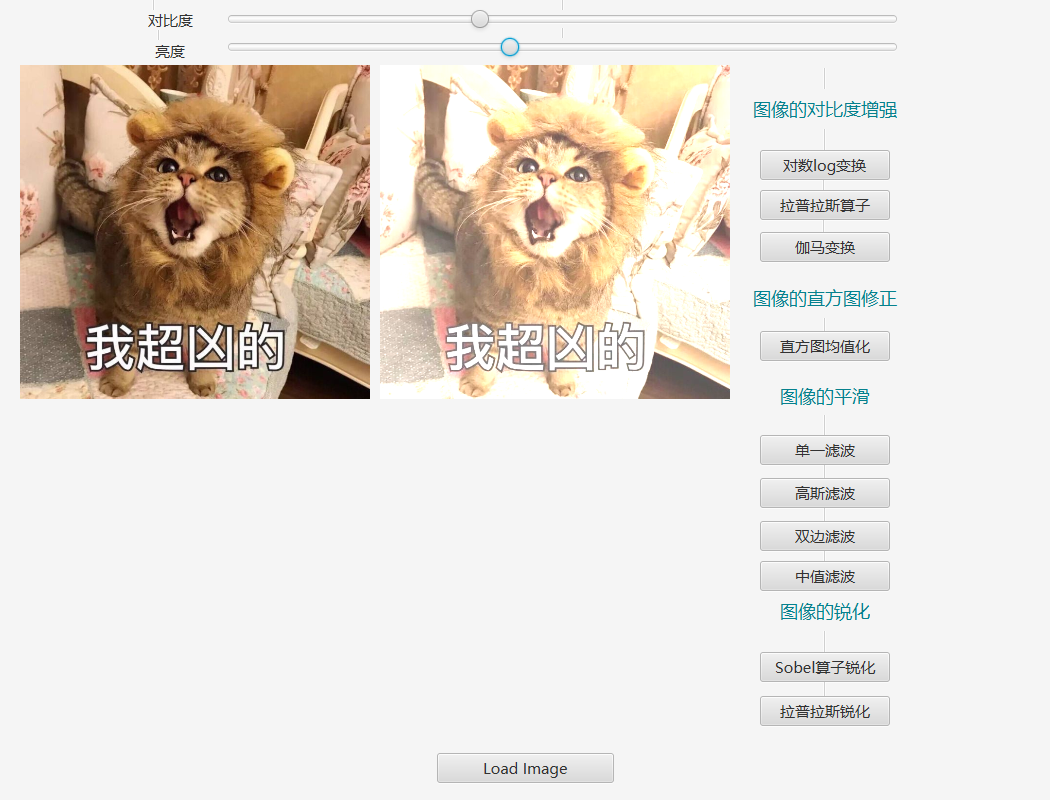 对比度
亮度
我超凶的
我超凶的
图像的对比度增强
对数log变换
拉普拉斯算子
伽马变换
图像的直方图修正
直方图均值化
图像的平滑
单一滤波
高斯滤波
双边滤波
中值滤波
图像的锐化
Sobel算子锐化
拉普拉斯锐化
Load Image